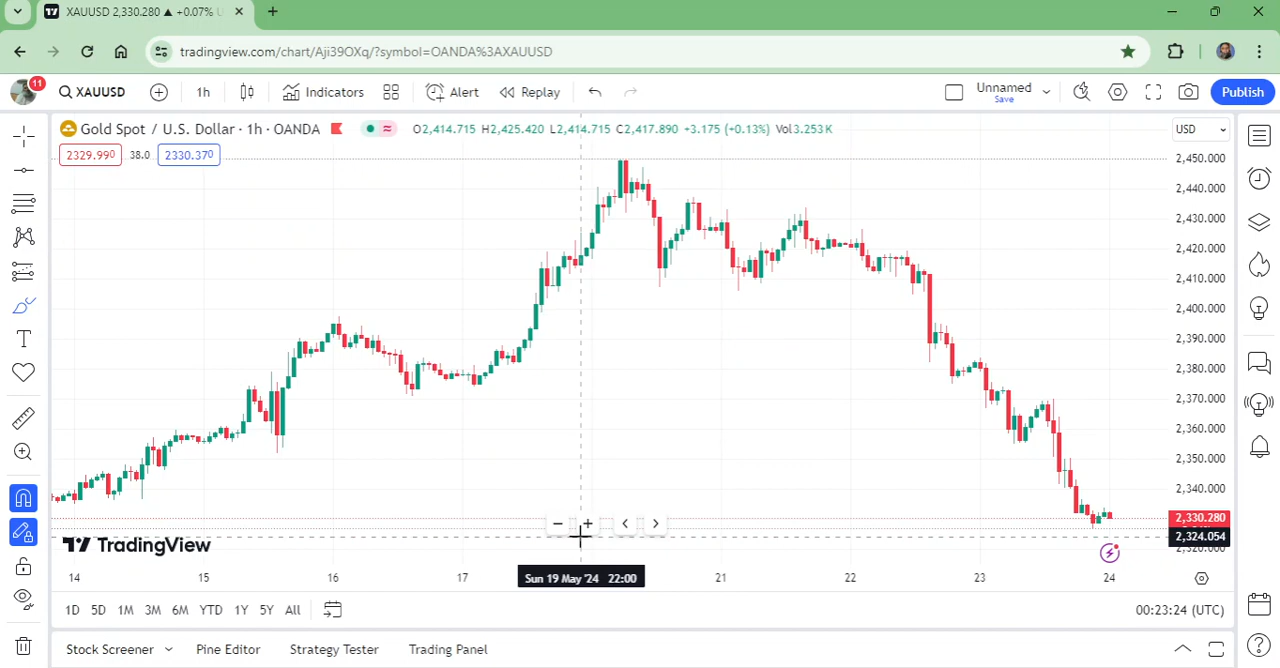 XAUUSD 2,330.280 ▲ +0.07%
tradingview.com/chart/Aji39OXq/?symbol=OANDA%3AXAUUSD
11
XAUUSD
1h
Indicators
Alert
Replay
Unnamed
Save
Publish
Gold Spot / U.S. Dollar · 1h · OANDA
O2,414.715 H2,425.420 L2,414.715 C2,417.890 +3.175 (+0.13%) Vol3.253K
USD
2329.990 38.0 2330.370
2,450.000
2,440.000
2,430.000
2,420.000
2,410.000
2,400.000
2,390.000
2,380.000
2,370.000
2,360.000
2,350.000
2,340.000
2,330.280
2,324.054
2,320.000
TradingView
14 15 16 17 Sun 19 May '24 22:00 21 22 23 24
1D 5D 1M 3M 6M YTD 1Y 5Y All
00:23:24 (UTC)
Stock Screener Pine Editor Strategy Tester Trading Panel